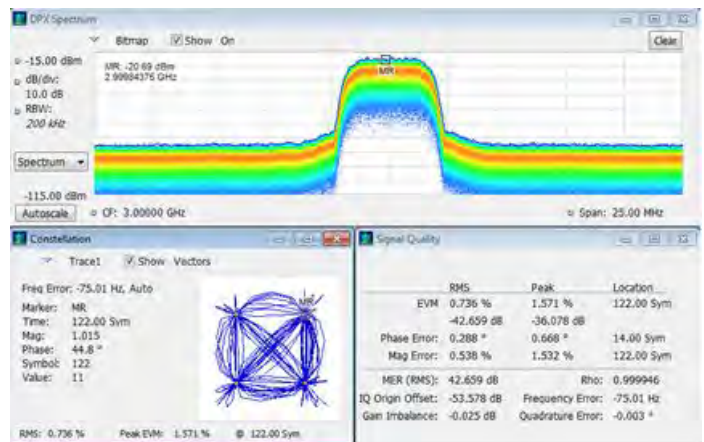 DPX Spectrum
Bitmap Show On Clear
-15.00 dBm
dB/div:
10.0 dB
RBW:
200 kHz
MR: -20.69 dBm
2.99984375 GHz
MR
Spectrum
-115.00 dBm
Autoscale CF: 3.00000 GHz Span: 25.00 MHz
Constellation
Trace1 Show Vectors
Freq Error: -75.01 Hz, Auto
Marker: MR
Time: 122.00 Sym
Mag: 1.015
Phase: 44.8 °
Symbol: 122
Value: 11
MR
RMS: 0.736 % Peak EVM: 1.571 % @ 122.00 Sym
Signal Quality
RMS Peak Location
EVM 0.736 % 1.571 % 122.00 Sym
-42.659 dB -36.078 dB
Phase Error: 0.288 ° 0.668 ° 14.00 Sym
Mag Error: 0.538 % 1.532 % 122.00 Sym
MER (RMS): 42.659 dB Rho: 0.999946
IQ Origin Offset: -53.578 dB Frequency Error: -75.01 Hz
Gain Imbalance: -0.025 dB Quadrature Error: -0.003 °